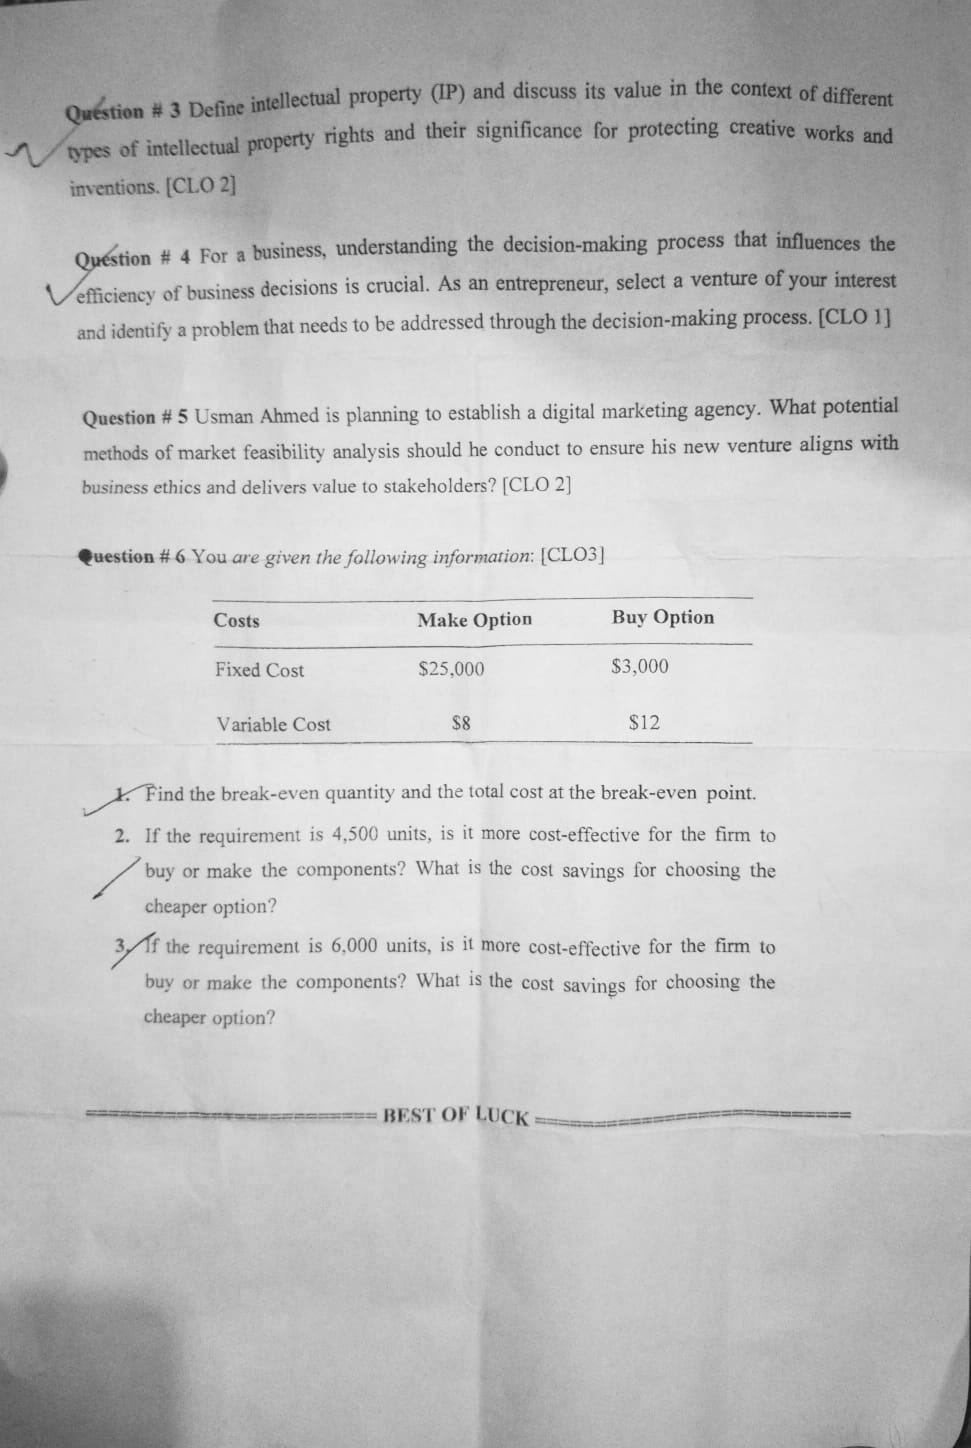 Question # 3 Define intellectual property (IP) and discuss its value in the context of different
types of intellectual property rights and their significance for protecting creative works and
inventions. [CLO 2]
Question # 4 For a business, understanding the decision-making process that influences the
efficiency of business decisions is crucial. As an entrepreneur, select a venture of your interest
and identify a problem that needs to be addressed through the decision-making process. [CLO 1]
Question # 5 Usman Ahmed is planning to establish a digital marketing agency. What potential
methods of market feasibility analysis should he conduct to ensure his new venture aligns with
business ethics and delivers value to stakeholders? [CLO 2]
Question # 6 You are given the following information: [CLO3]
Costs Make Option Buy Option
Fixed Cost $25,000 $3,000
Variable Cost $8 $12
1. Find the break-even quantity and the total cost at the break-even point.
2. If the requirement is 4,500 units, is it more cost-effective for the firm to
buy or make the components? What is the cost savings for choosing the
cheaper option?
3. If the requirement is 6,000 units, is it more cost-effective for the firm to
buy or make the components? What is the cost savings for choosing the
cheaper option?
BEST OF LUCK